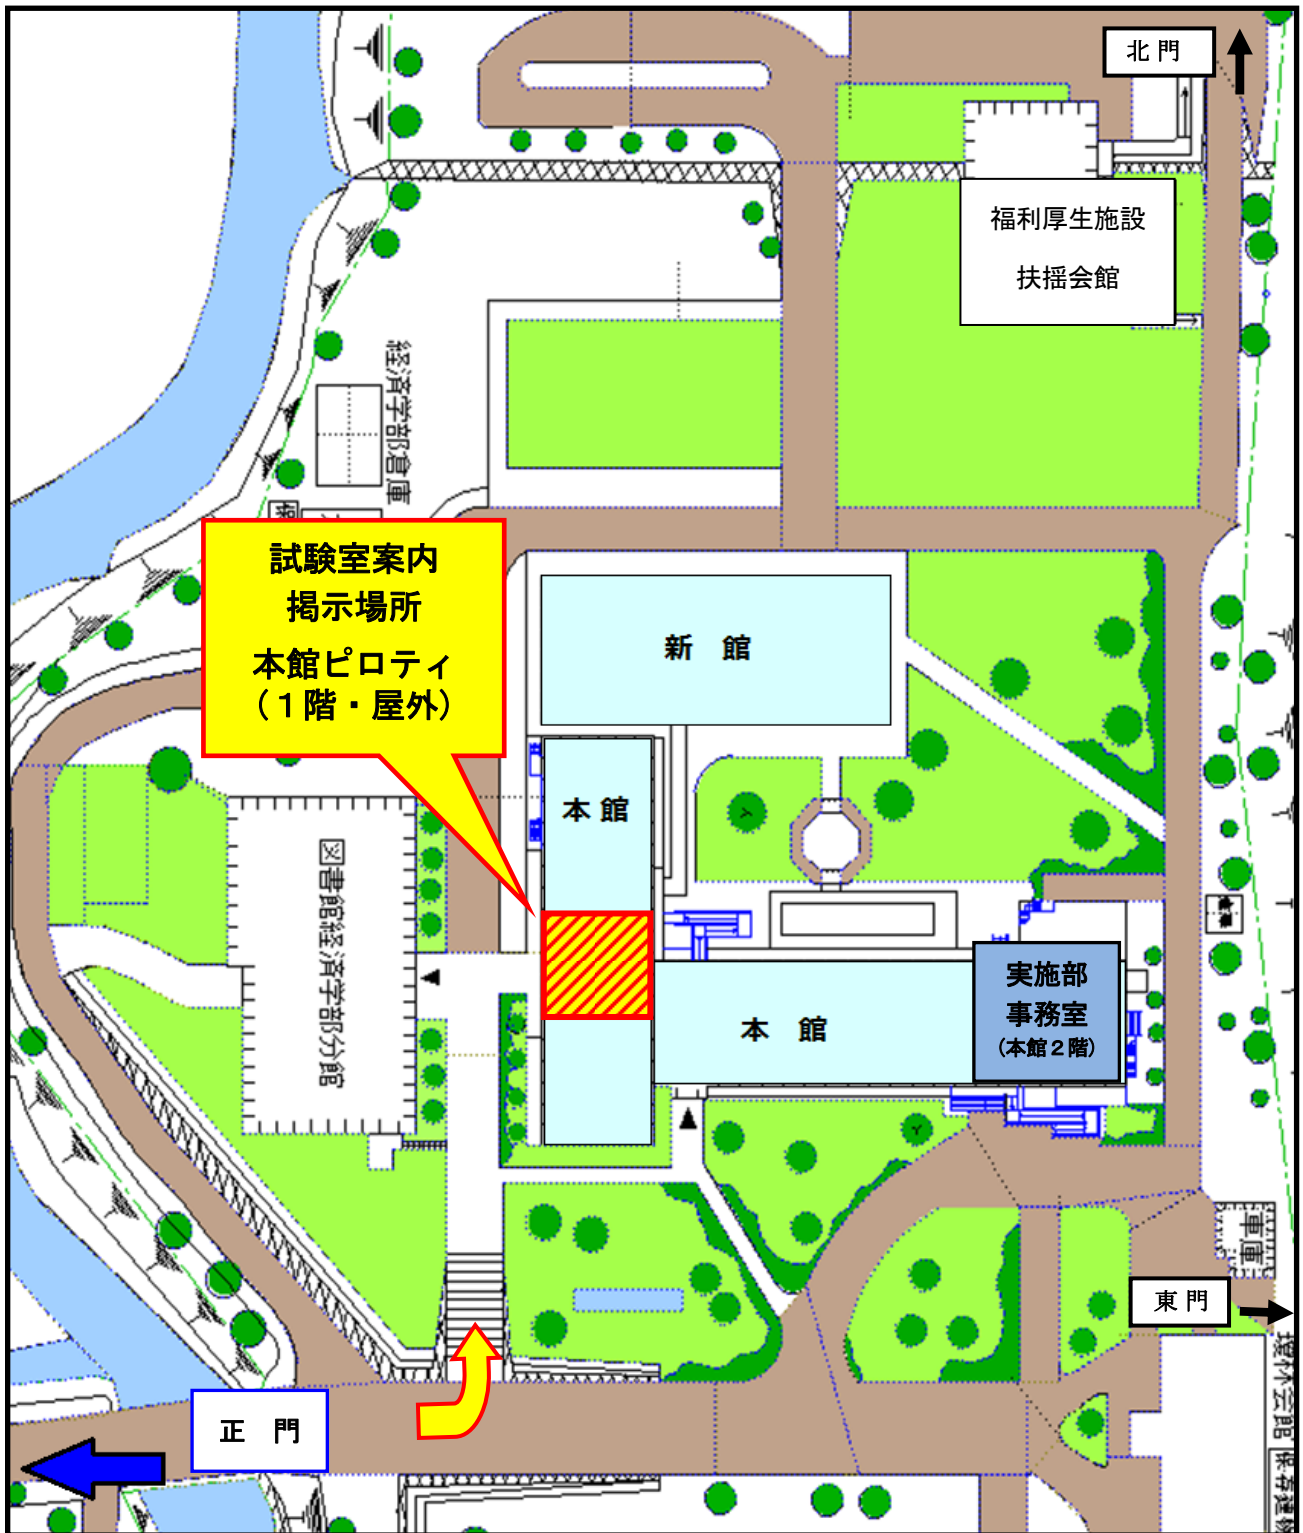 北門
福利厚生施設
扶揺会館
経済学部倉庫
試験室案内
掲示場所
本館ピロティ
（1階・屋外）
新　館
本 館
図書館経済学部分館
本　館
実施部
事務室
(本館２階)
車庫
東門
正　門